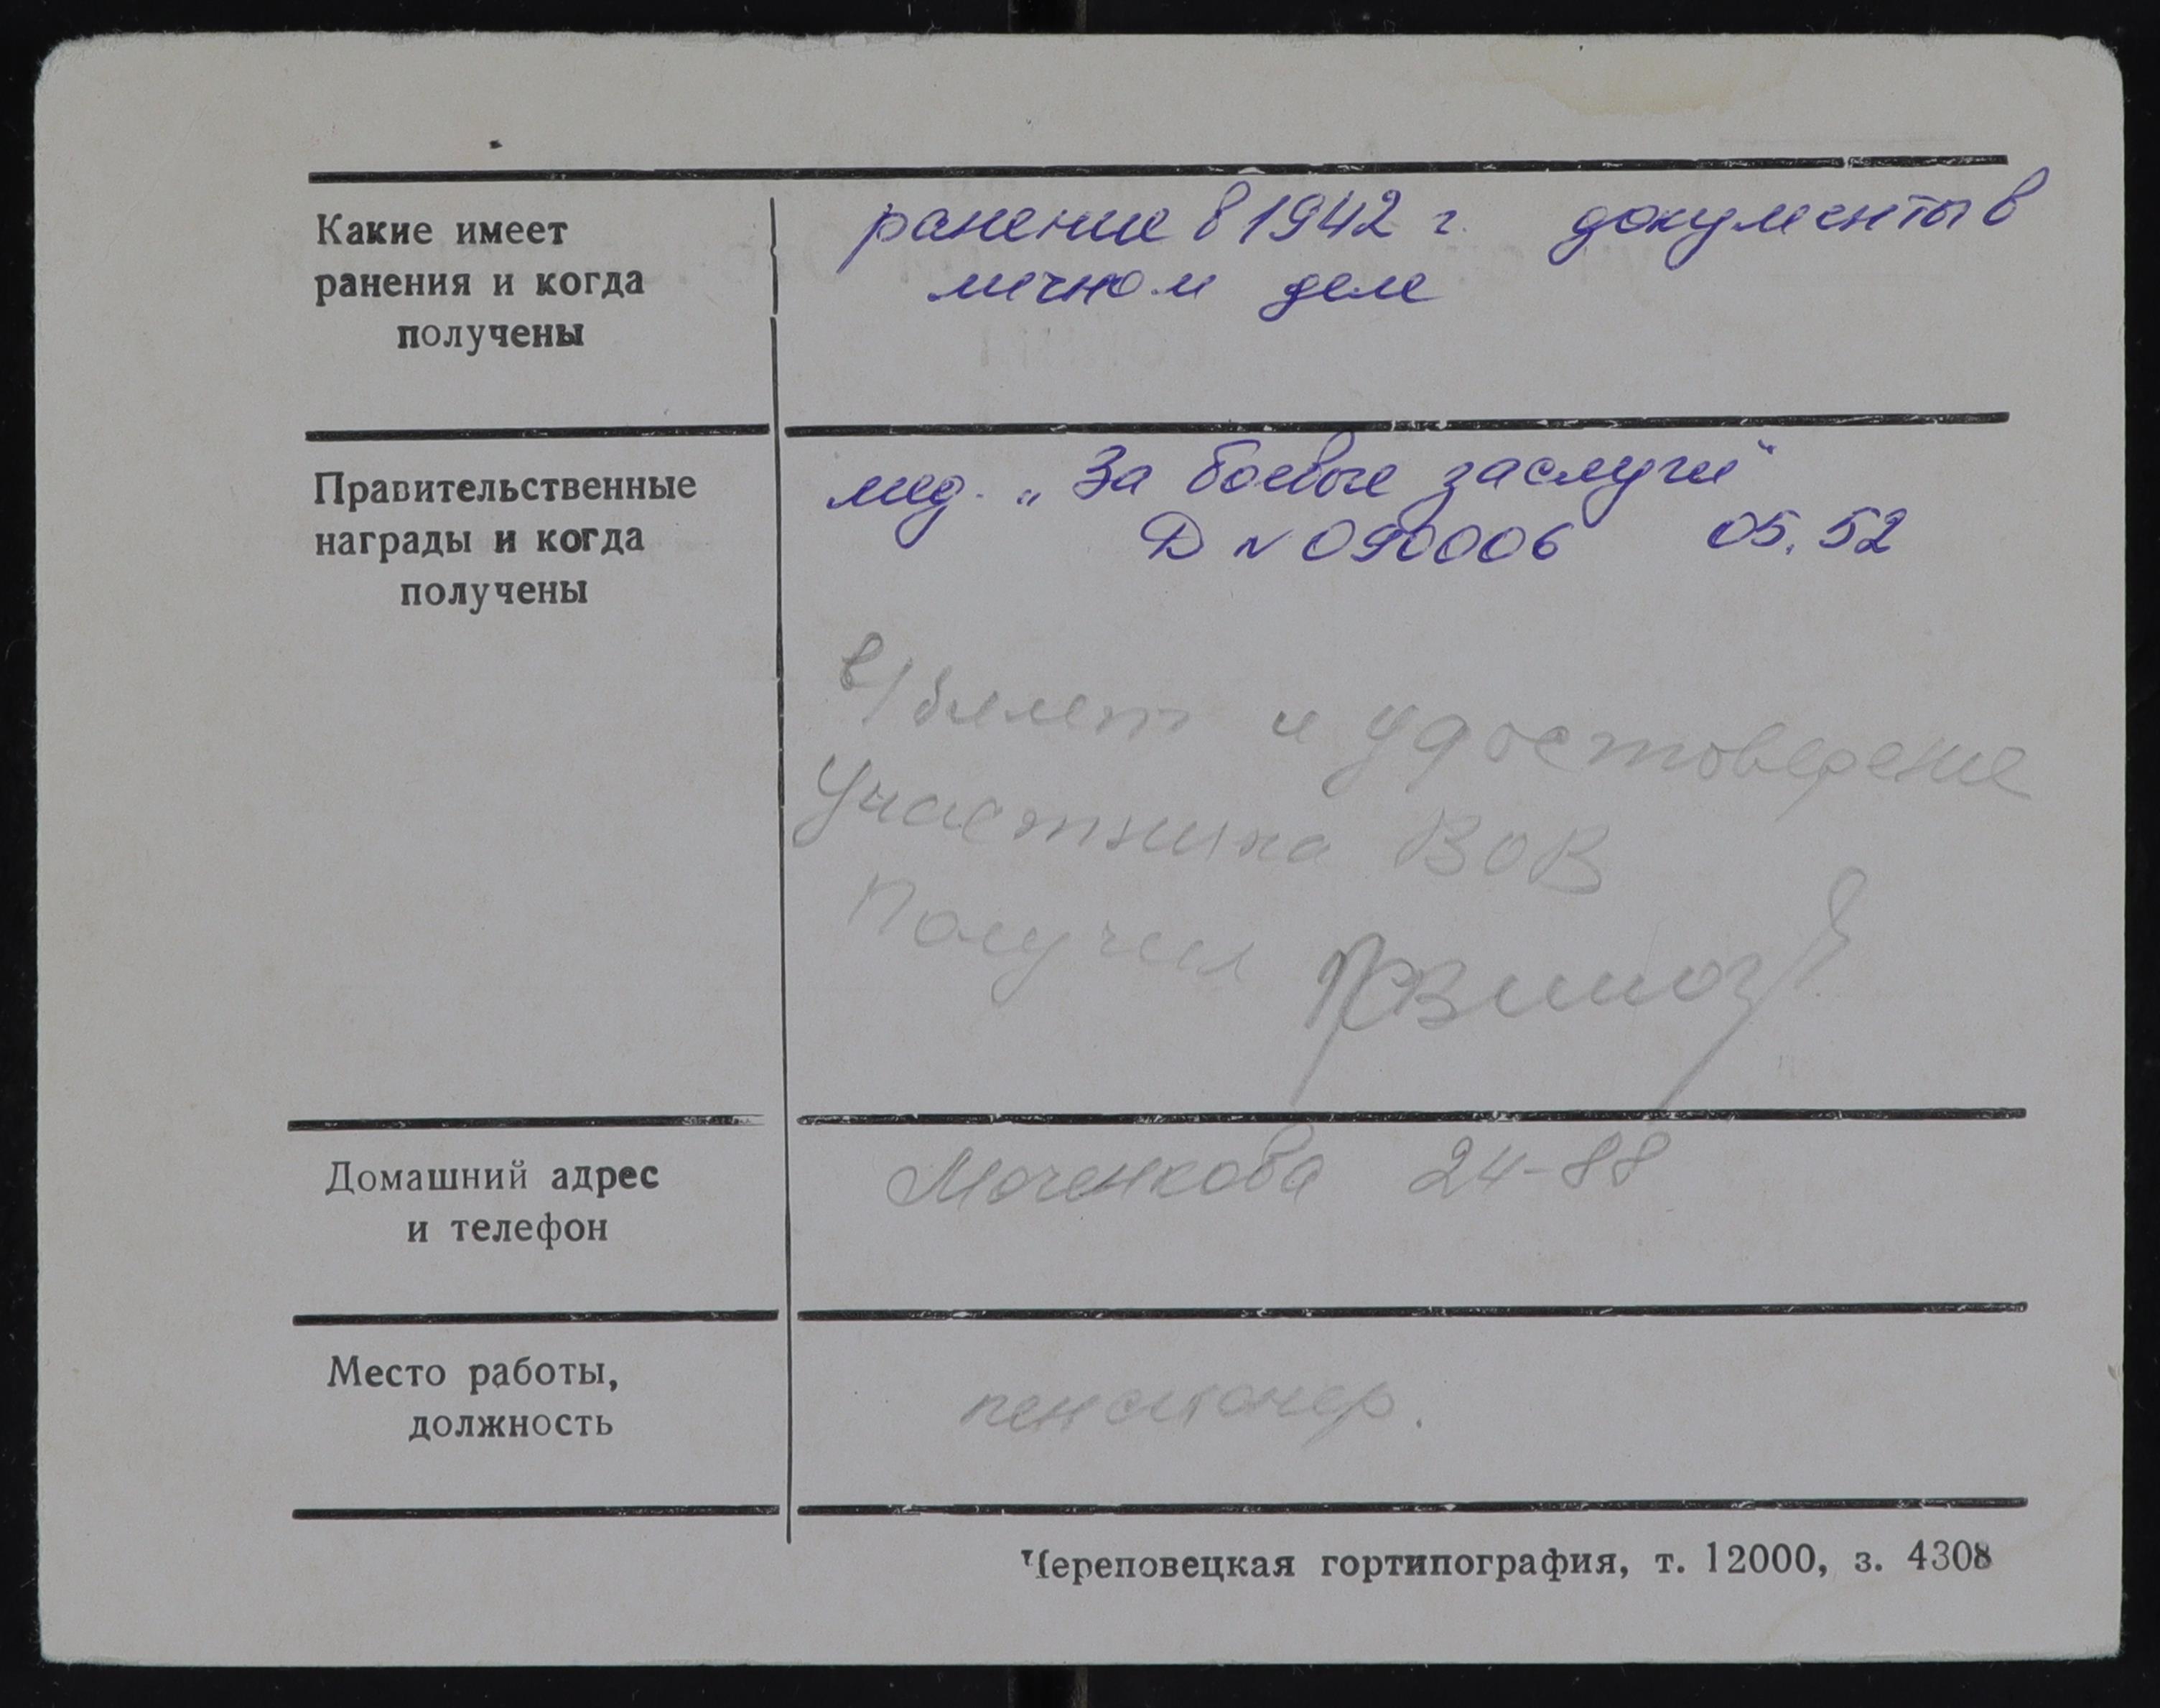 Какие имеет
ранения и когда
получены
ранение в 1942 г. документы в
личном деле
Правительственные
награды и когда
получены
мед. „За боевые заслуги"
Д № 090006 05.52
в/билет и удостоверение
Участника ВОВ
Получил
Домашний адрес
и телефон
Моченкова 24-88
Место работы,
должность
пенсионер.
Череповецкая гортипография, т. 12000, з. 4308